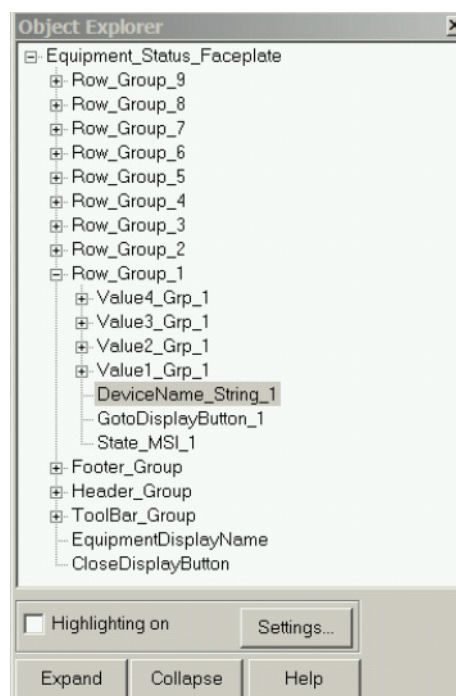 Object Explorer
Equipment_Status_Faceplate
Row_Group_9
Row_Group_8
Row_Group_7
Row_Group_6
Row_Group_5
Row_Group_4
Row_Group_3
Row_Group_2
Row_Group_1
Value4_Grp_1
Value3_Grp_1
Value2_Grp_1
Value1_Grp_1
DeviceName_String_1
GotoDisplayButton_1
State_MSI_1
Footer_Group
Header_Group
ToolBar_Group
EquipmentDisplayName
CloseDisplayButton
Highlighting on Settings...
Expand Collapse Help